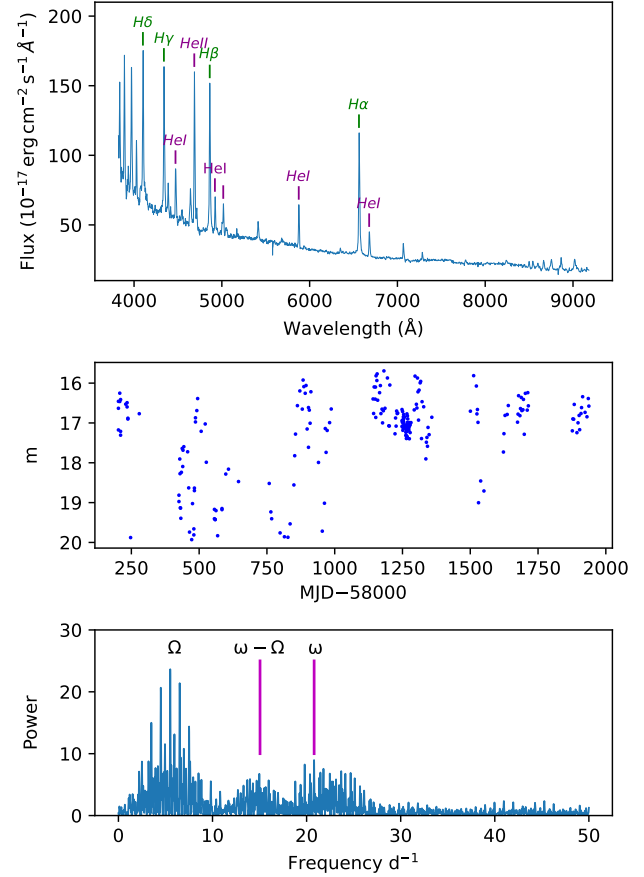 Hδ
Hγ
HeII
Hβ
HeI
HeI
HeI
Hα
HeI
200
150
100
50
Flux (10⁻¹⁷ erg cm⁻² s⁻¹ Å⁻¹)
4000 5000 6000 7000 8000 9000
Wavelength (Å)
16
17
18
19
20
m
250 500 750 1000 1250 1500 1750 2000
MJD−58000
30
20
10
0
Power
Ω ω − Ω ω
0 10 20 30 40 50
Frequency d⁻¹